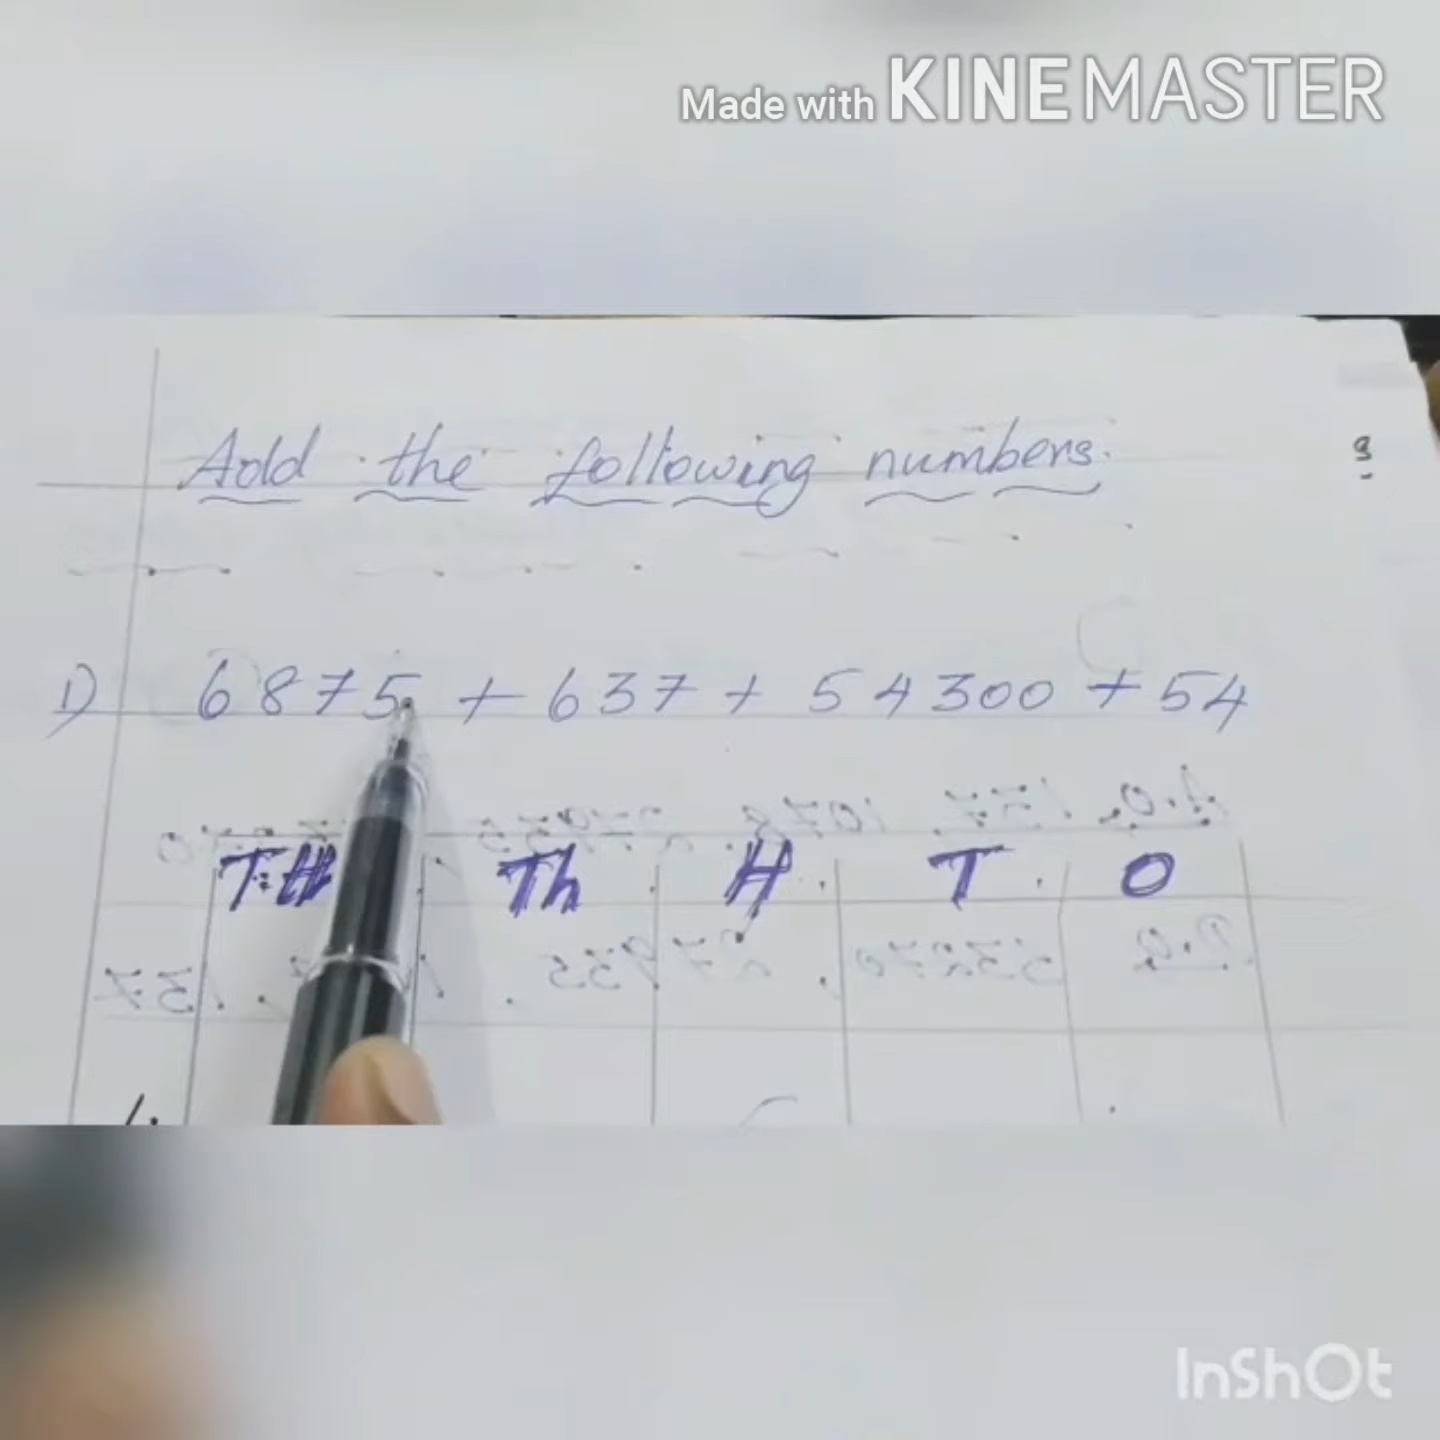 Made with KINEMASTER
Add the following numbers.
1) 6875 + 637 + 54300 + 54
T.Th Th H T O
InShOt